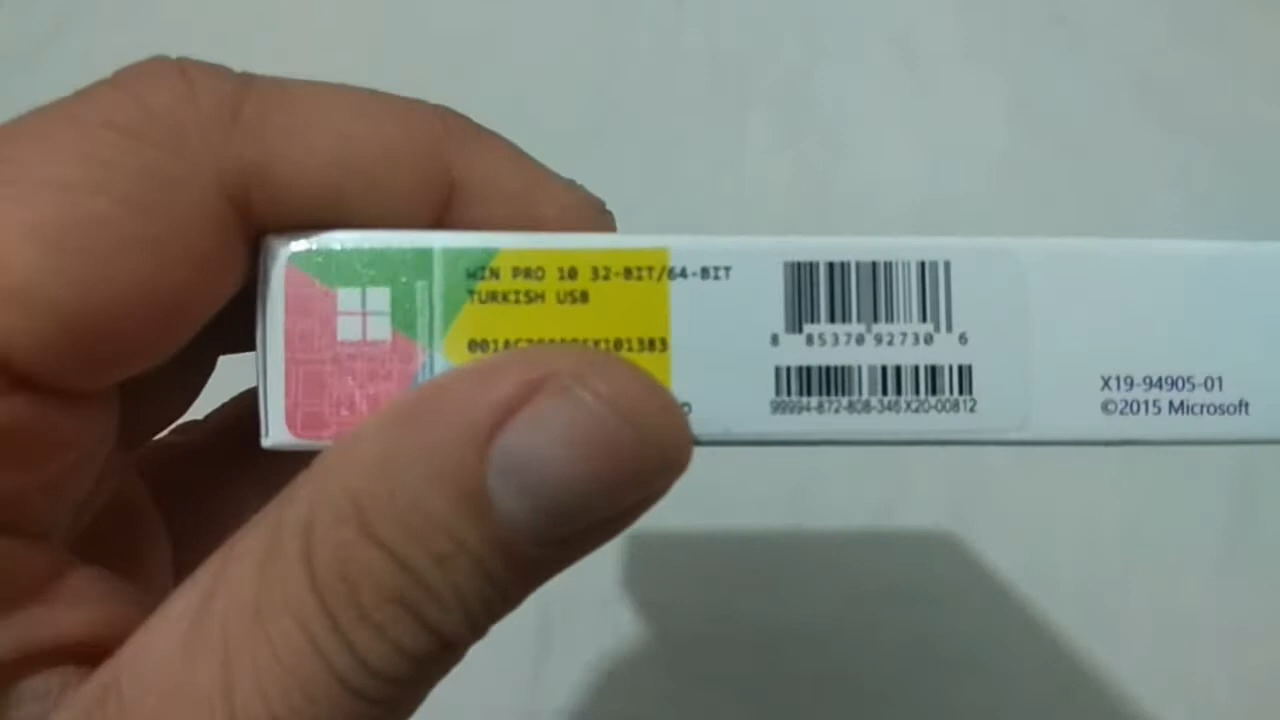 WIN PRO 10 32-BIT/64-BIT
TURKISH USB
8 85370 92730 6
99994-872-808-346 X20-00812
X19-94905-01
©2015 Microsoft